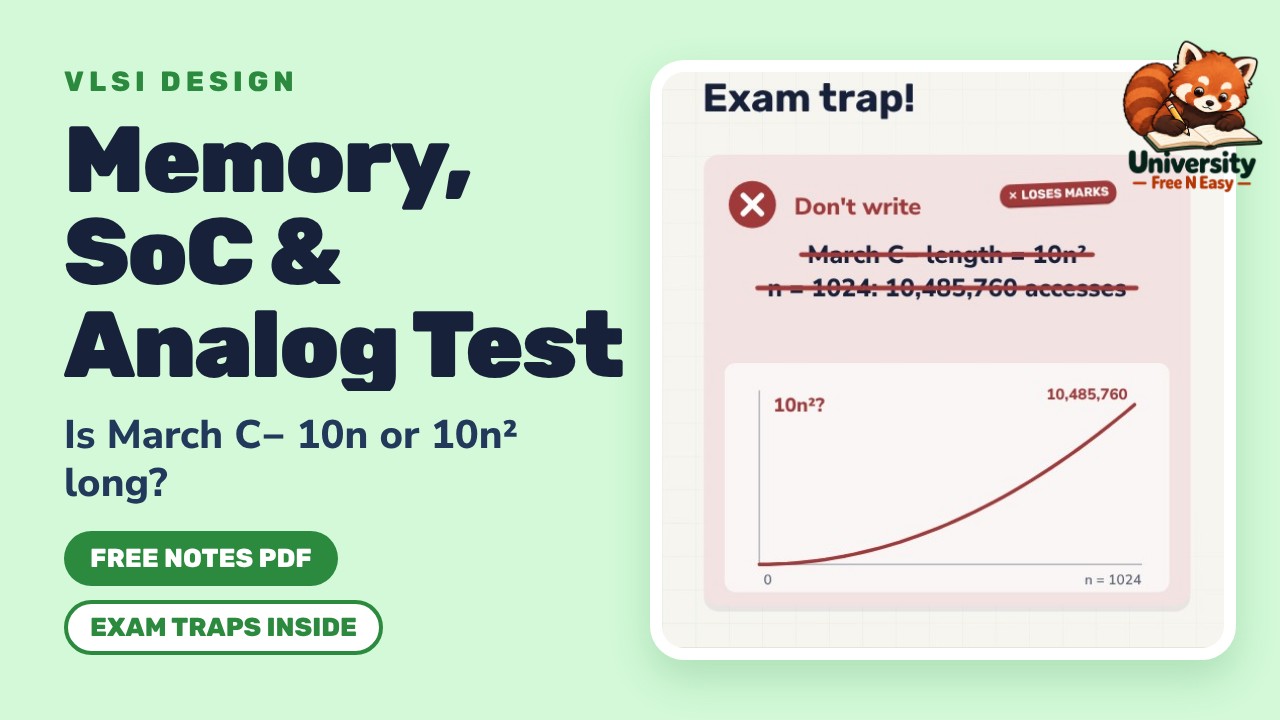 VLSI DESIGN
Memory,
SoC &
Analog Test
Is March C– 10n or 10n²
long?
FREE NOTES PDF
EXAM TRAPS INSIDE
Exam trap!
Don't write
× LOSES MARKS
March C– length = 10n²
n = 1024: 10,485,760 accesses
10n²?
10,485,760
0
n = 1024
University
Free N Easy